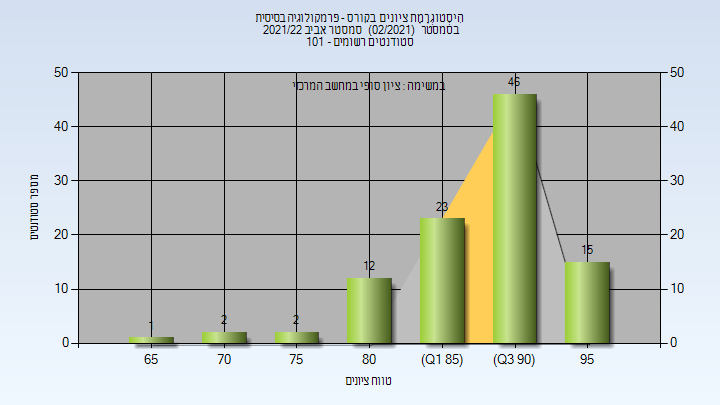 היסטוגרמת ציונים בקורס - פרמקולוגיה בסיסית
בסמסטר (02/2021) סמסטר אביב 2021/22
סטודנטים רשומים - 101
במשימה : ציון סופי במחשב המרכזי
מספר סטודנטים
50 50
40 40
30 30
20 20
10 10
0 0
1 2 2 12 23 46 15
65 70 75 80 (Q1 85) (Q3 90) 95
טווח ציונים